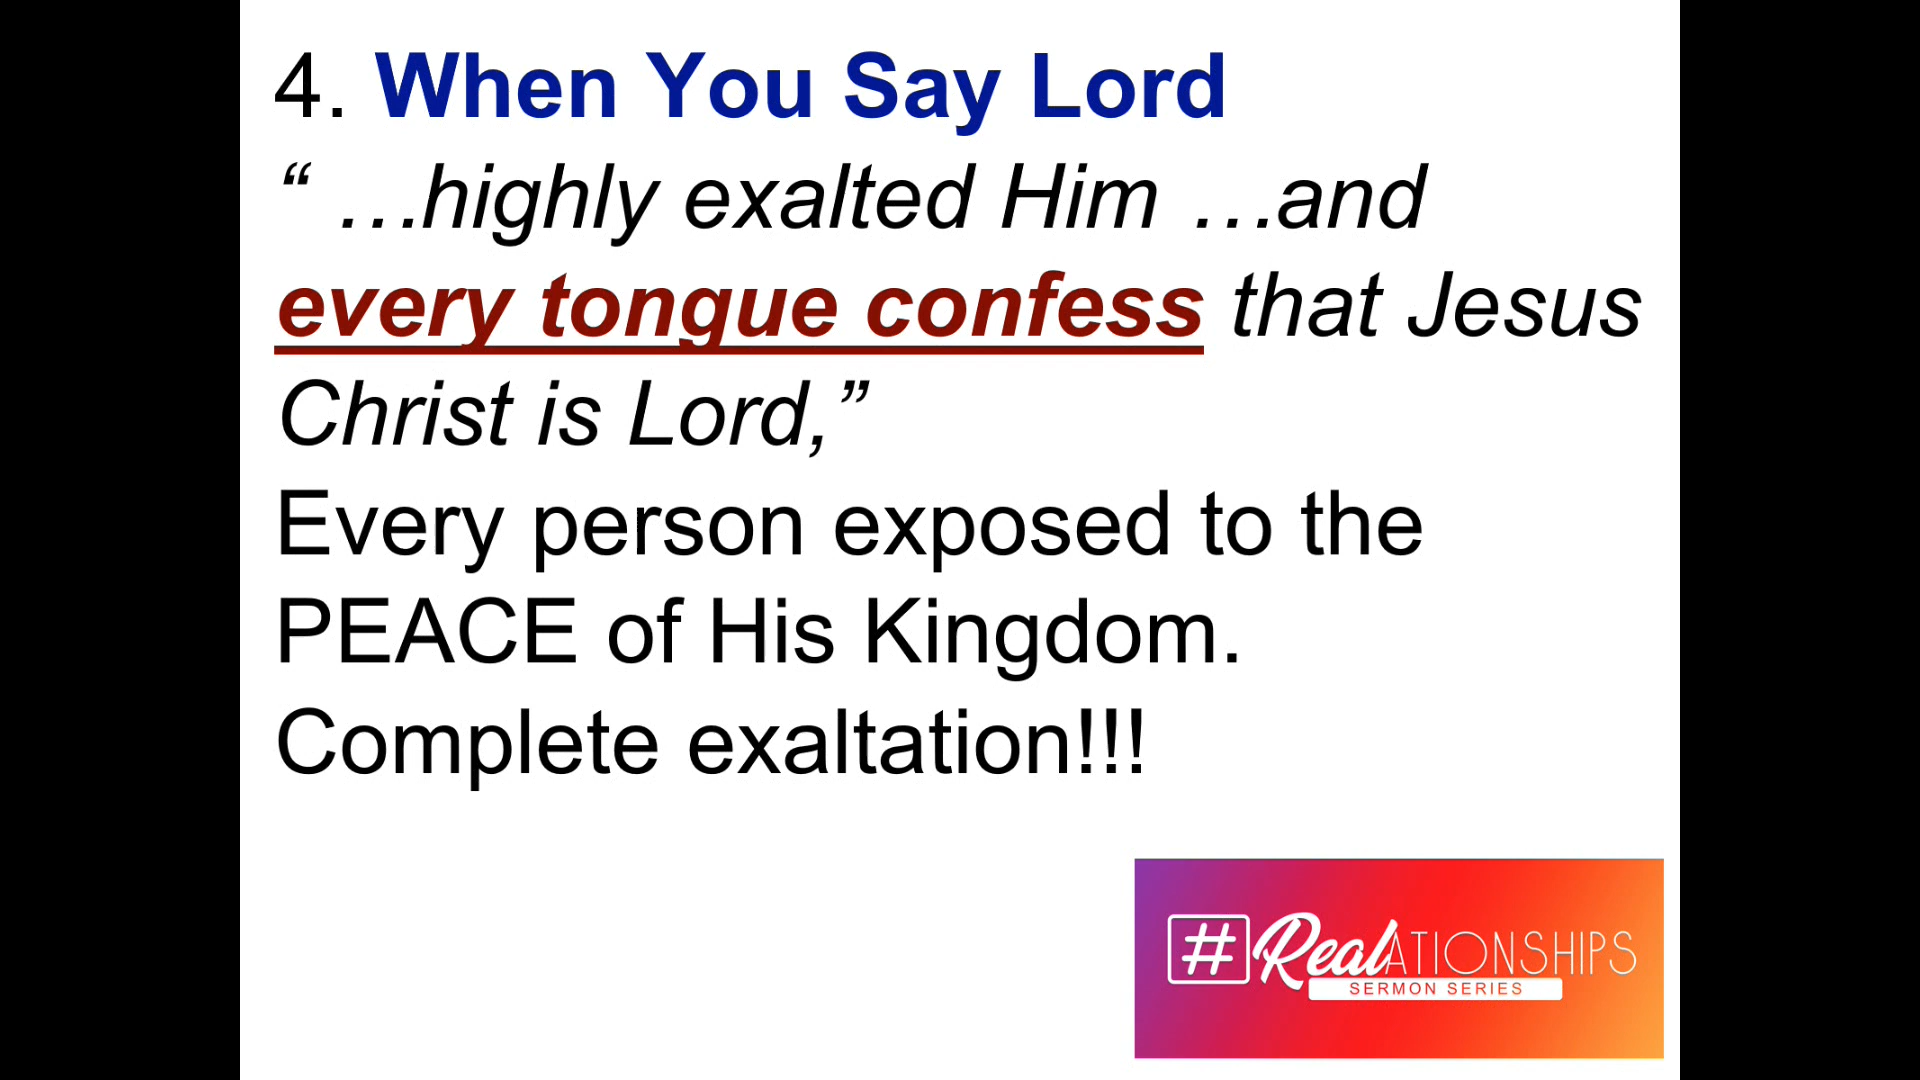 4. When You Say Lord
“ …highly exalted Him …and
every tongue confess that Jesus
Christ is Lord,”
Every person exposed to the
PEACE of His Kingdom.
Complete exaltation!!!
#RealATIONSHIPS
SERMON SERIES